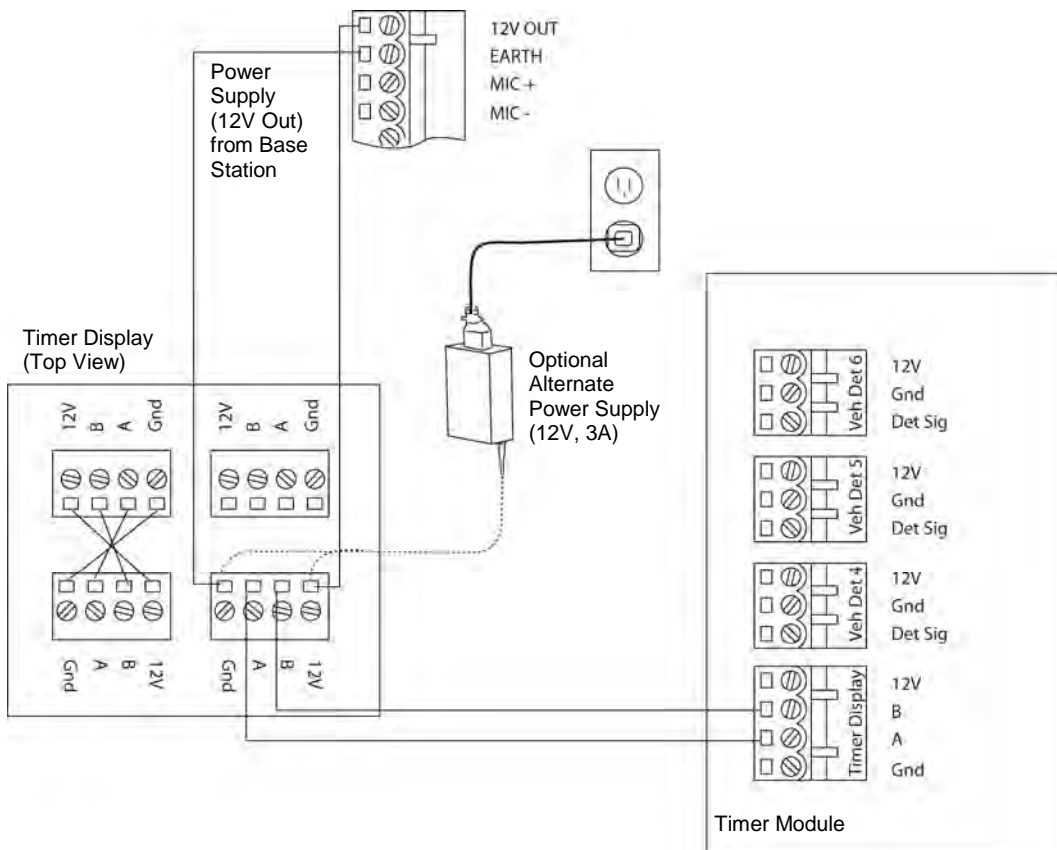 12V OUT
EARTH
MIC +
MIC -
Power
Supply
(12V Out)
from Base
Station
Timer Display
(Top View)
12V
B
A
Gnd
12V
B
A
Gnd
Gnd
A
B
12V
Gnd
A
B
12V
Optional
Alternate
Power Supply
(12V, 3A)
Veh Det 6
12V
Gnd
Det Sig
Veh Det 5
12V
Gnd
Det Sig
Veh Det 4
12V
Gnd
Det Sig
Timer Display
12V
B
A
Gnd
Timer Module